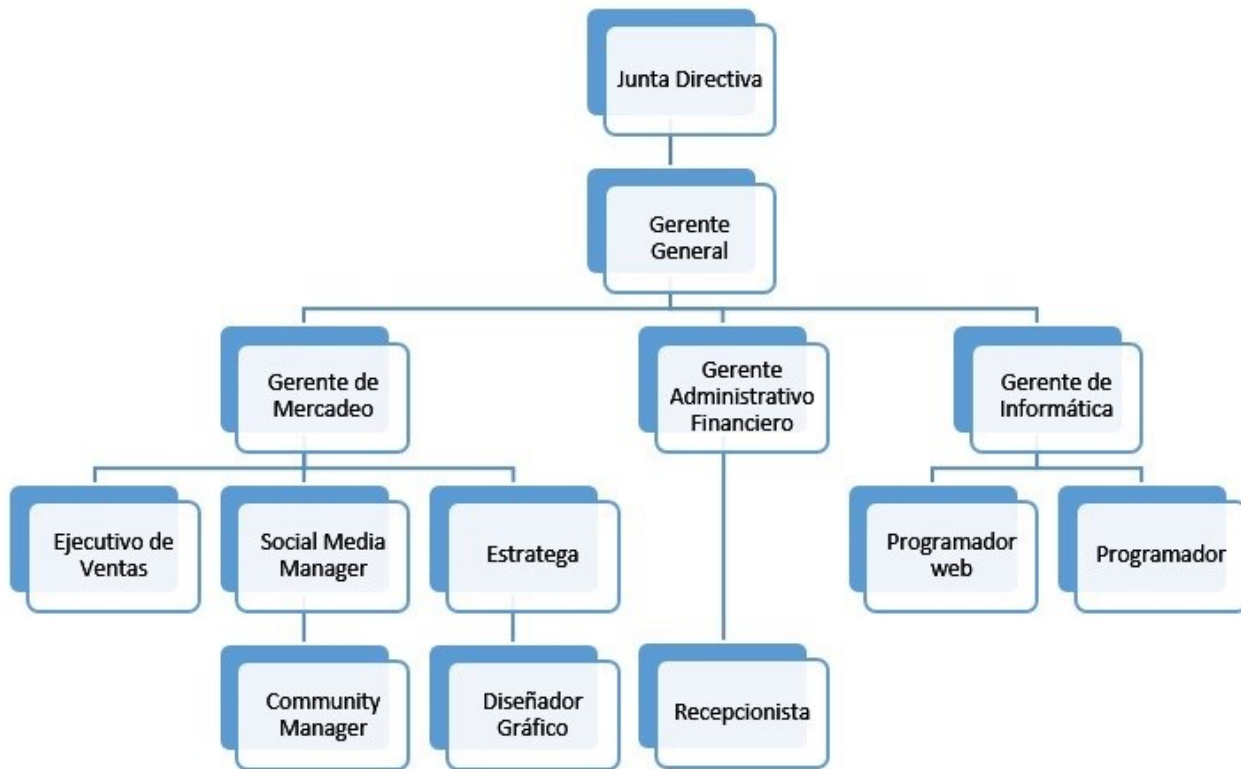 Junta Directiva
Gerente
General
Gerente de
Mercadeo
Gerente
Administrativo
Financiero
Gerente de
Informática
Ejecutivo de
Ventas
Social Media
Manager
Estratega
Programador
web
Programador
Community
Manager
Diseñador
Gráfico
Recepcionista